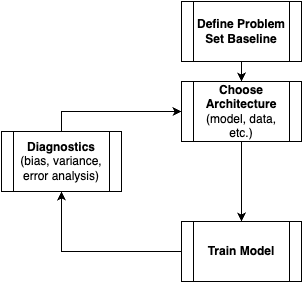 Define Problem
Set Baseline
Choose
Architecture
(model, data,
etc.)
Diagnostics
(bias, variance,
error analysis)
Train Model